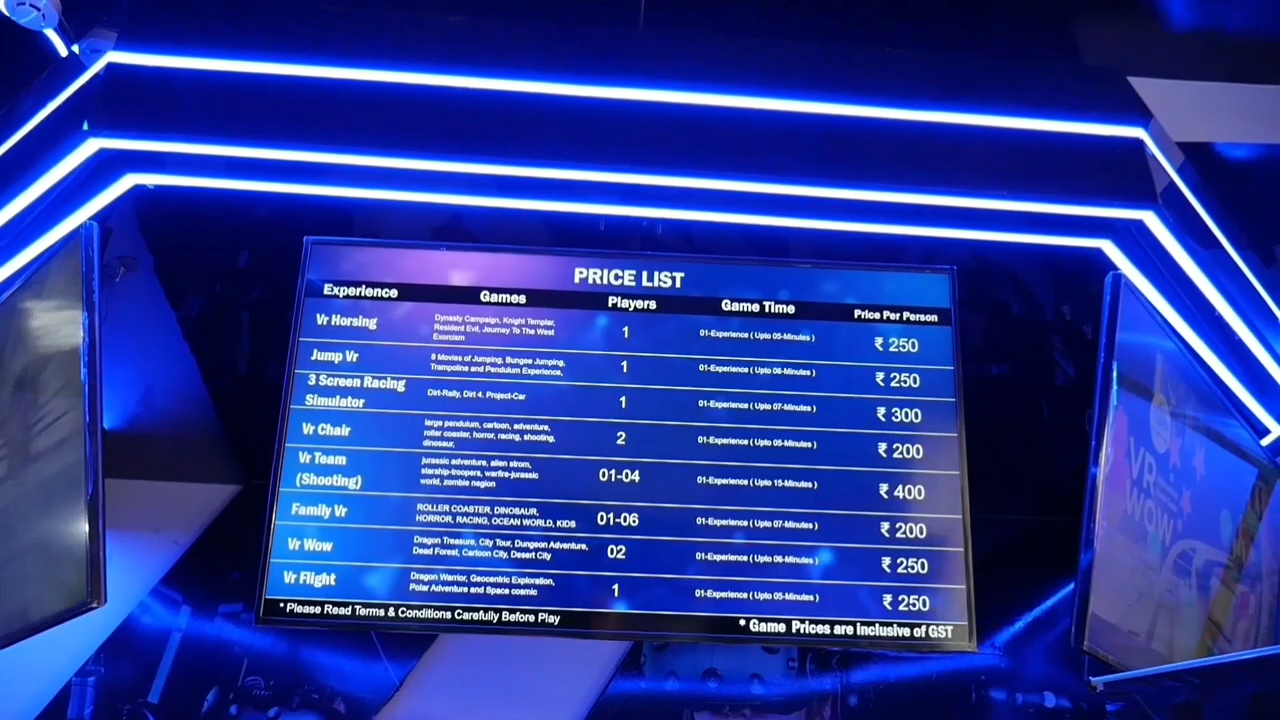 PRICE LIST
Experience Games Players Game Time Price Per Person
Vr Horsing
Dynasty Campaign, Knight Templar,
Resident Evil, Journey To The West
Exorcism
1
01-Experience ( Upto 05-Minutes )
₹ 250
Jump Vr
8 Movies of Jumping, Bungee Jumping,
Trampoline and Pendulum Experience,
1
01-Experience ( Upto 06-Minutes )
₹ 250
3 Screen Racing
Simulator
Dirt-Rally, Dirt 4, Project-Car
1
01-Experience ( Upto 07-Minutes )
₹ 300
Vr Chair
large pendulum, cartoon, adventure,
roller coaster, horror, racing, shooting,
dinosaur,
2
01-Experience ( Upto 05-Minutes )
₹ 200
Vr Team
(Shooting)
jurassic adventure, alien strom,
starship-troopers, warfire-jurassic
world, zombie negion
01-04
01-Experience ( Upto 15-Minutes )
₹ 400
Family Vr
ROLLER COASTER, DINOSAUR,
HORROR, RACING, OCEAN WORLD, KIDS
01-06
01-Experience ( Upto 07-Minutes )
₹ 200
Vr Wow
Dragon Treasure, City Tour, Dungeon Adventure,
Dead Forest, Cartoon City, Desert City
02
01-Experience ( Upto 06-Minutes )
₹ 250
Vr Flight
Dragon Warrior, Geocentric Exploration,
Polar Adventure and Space cosmic
1
01-Experience ( Upto 05-Minutes )
₹ 250
* Please Read Terms & Conditions Carefully Before Play
* Game Prices are inclusive of GST
VR
WOW